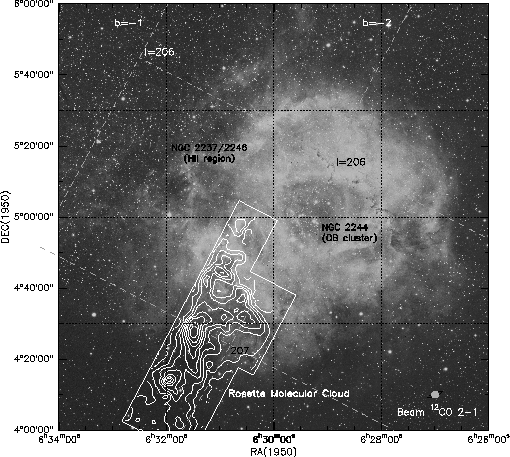 6°00'00"
b=-1
b=-2
l=206
5°40'00"
5°20'00"
NGC 2237/2246
(HII region)
l=206
5°00'00"
NGC 2244
(OB cluster)
DEC(1950)
4°40'00"
4°20'00"
207
Rosette Molecular Cloud
Beam ¹²CO 2-1
4°00'00"
6ʰ34ᵐ00ˢ
6ʰ32ᵐ00ˢ
6ʰ30ᵐ00ˢ
6ʰ28ᵐ00ˢ
6ʰ26ᵐ00ˢ
RA(1950)